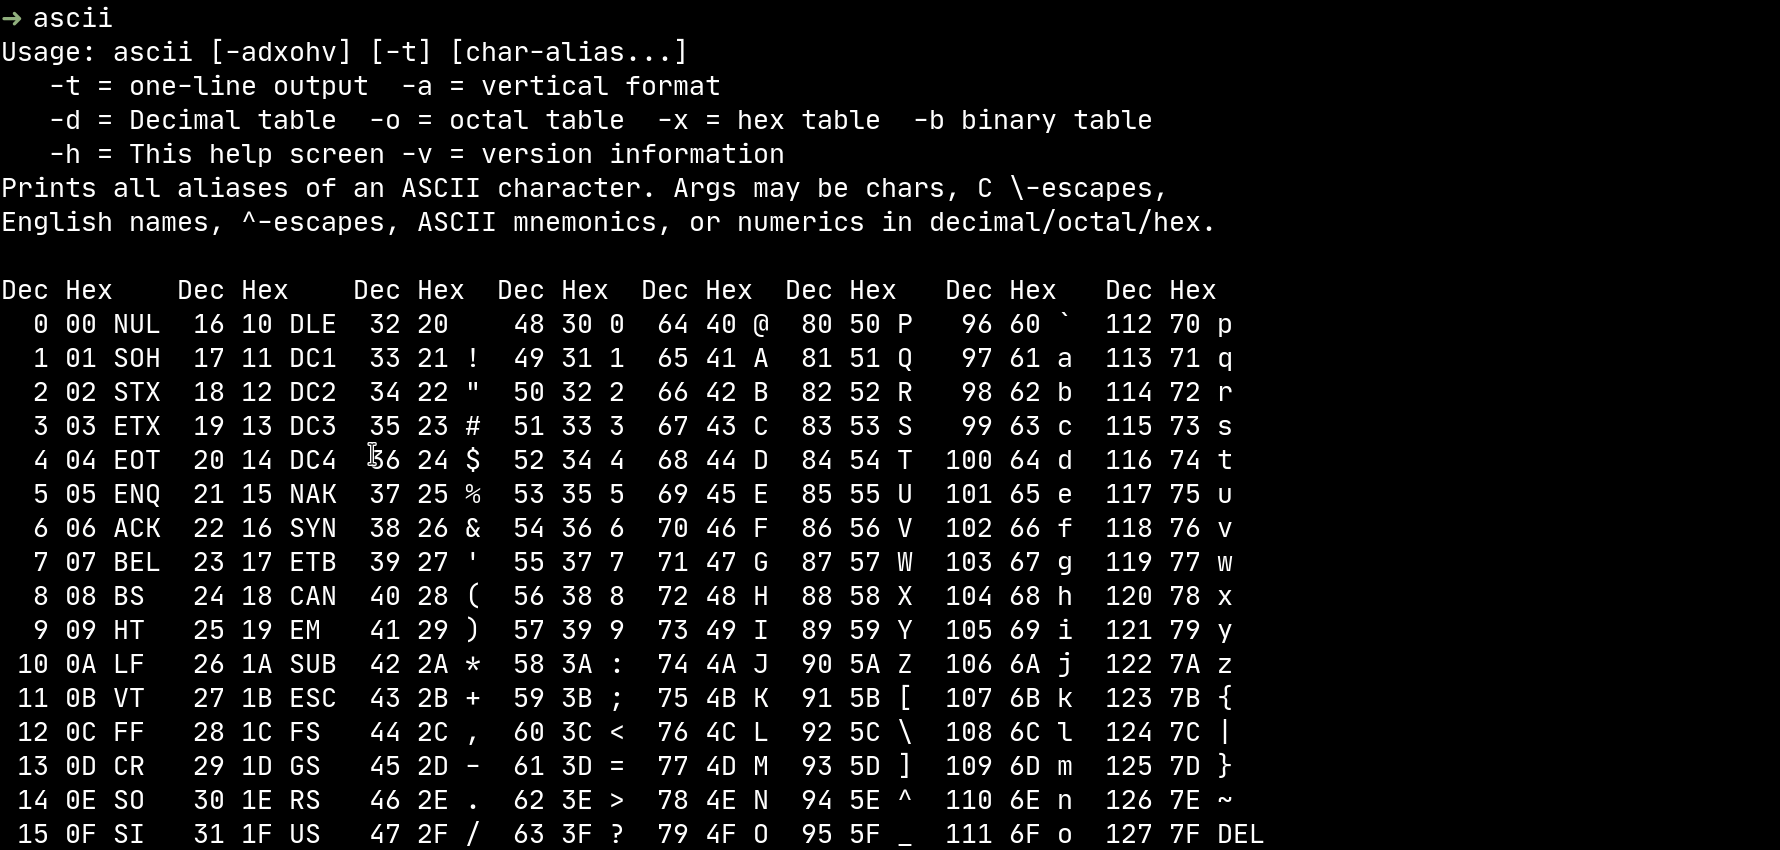 ➜ ascii
Usage: ascii [-adxohv] [-t] [char-alias...]
   -t = one-line output  -a = vertical format
   -d = Decimal table  -o = octal table  -x = hex table  -b binary table
   -h = This help screen -v = version information
Prints all aliases of an ASCII character. Args may be chars, C \-escapes,
English names, ^-escapes, ASCII mnemonics, or numerics in decimal/octal/hex.

Dec Hex    Dec Hex    Dec Hex  Dec Hex  Dec Hex  Dec Hex   Dec Hex   Dec Hex
  0 00 NUL  16 10 DLE  32 20    48 30 0  64 40 @  80 50 P   96 60 `  112 70 p
  1 01 SOH  17 11 DC1  33 21 !  49 31 1  65 41 A  81 51 Q   97 61 a  113 71 q
  2 02 STX  18 12 DC2  34 22 "  50 32 2  66 42 B  82 52 R   98 62 b  114 72 r
  3 03 ETX  19 13 DC3  35 23 #  51 33 3  67 43 C  83 53 S   99 63 c  115 73 s
  4 04 EOT  20 14 DC4  36 24 $  52 34 4  68 44 D  84 54 T  100 64 d  116 74 t
  5 05 ENQ  21 15 NAK  37 25 %  53 35 5  69 45 E  85 55 U  101 65 e  117 75 u
  6 06 ACK  22 16 SYN  38 26 &  54 36 6  70 46 F  86 56 V  102 66 f  118 76 v
  7 07 BEL  23 17 ETB  39 27 '  55 37 7  71 47 G  87 57 W  103 67 g  119 77 w
  8 08 BS   24 18 CAN  40 28 (  56 38 8  72 48 H  88 58 X  104 68 h  120 78 x
  9 09 HT   25 19 EM   41 29 )  57 39 9  73 49 I  89 59 Y  105 69 i  121 79 y
 10 0A LF   26 1A SUB  42 2A *  58 3A :  74 4A J  90 5A Z  106 6A j  122 7A z
 11 0B VT   27 1B ESC  43 2B +  59 3B ;  75 4B K  91 5B [  107 6B k  123 7B {
 12 0C FF   28 1C FS   44 2C ,  60 3C <  76 4C L  92 5C \  108 6C l  124 7C |
 13 0D CR   29 1D GS   45 2D -  61 3D =  77 4D M  93 5D ]  109 6D m  125 7D }
 14 0E SO   30 1E RS   46 2E .  62 3E >  78 4E N  94 5E ^  110 6E n  126 7E ~
 15 0F SI   31 1F US   47 2F /  63 3F ?  79 4F O  95 5F _  111 6F o  127 7F DEL